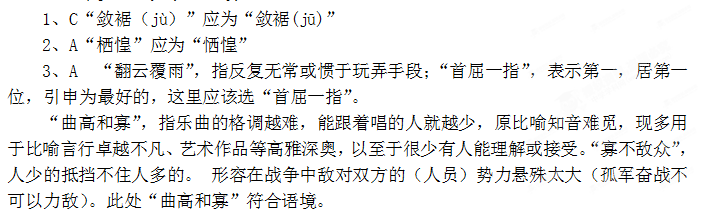 1、C“敛裾（jù）”应为“敛裾(jū)”
2、A“栖惶”应为“恓惶”
3、A “翻云覆雨”，指反复无常或惯于玩弄手段；“首屈一指”，表示第一，居第一
位，引申为最好的，这里应该选“首屈一指”。
“曲高和寡”，指乐曲的格调越难，能跟着唱的人就越少，原比喻知音难觅，现多用
于比喻言行卓越不凡、艺术作品等高雅深奥，以至于很少有人能理解或接受。“寡不敌众”，
人少的抵挡不住人多的。 形容在战争中敌对双方的（人员）势力悬殊太大（孤军奋战不
可以力敌）。此处“曲高和寡”符合语境。